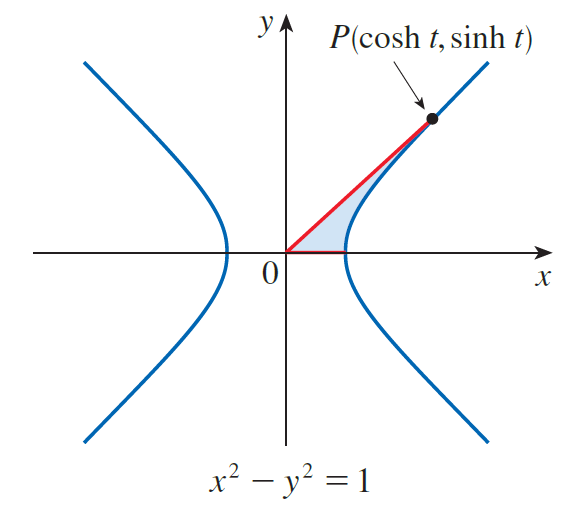 y
P(cosh t, sinh t)
0
x
x² − y² = 1